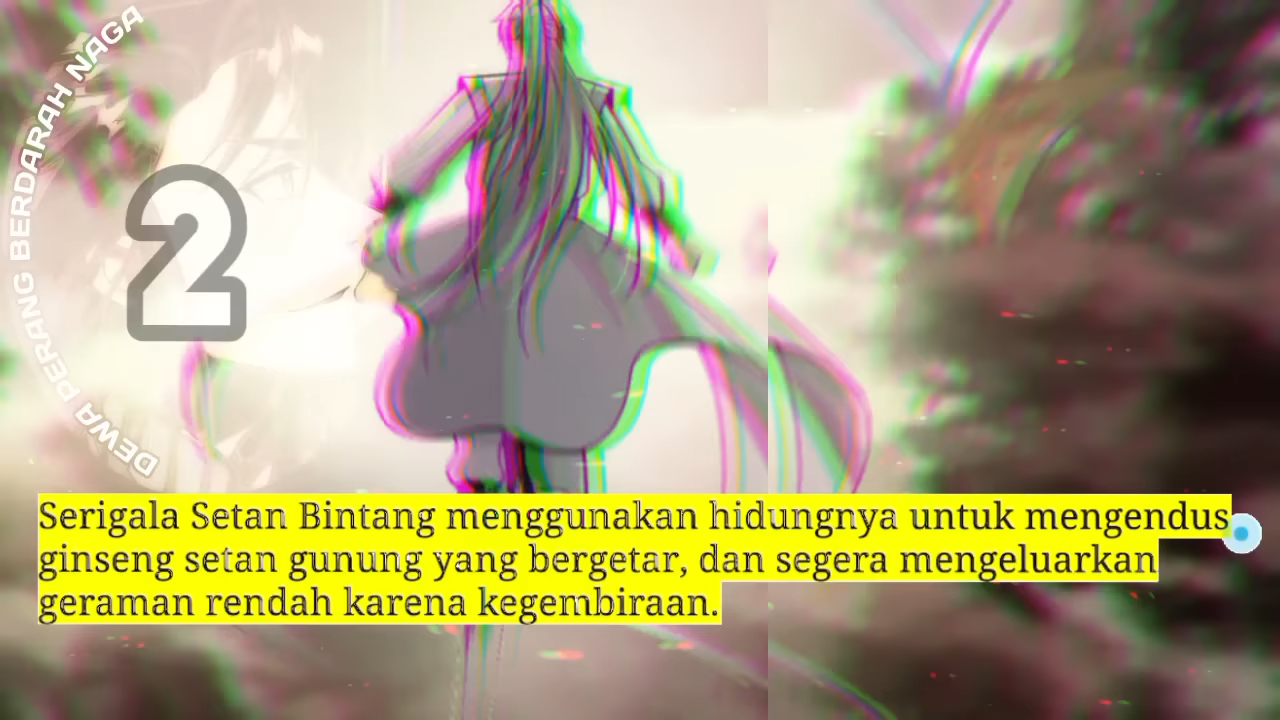 DEWA PERANG BERDARAH NAGA
2
Serigala Setan Bintang menggunakan hidungnya untuk mengendus
ginseng setan gunung yang bergetar, dan segera mengeluarkan
geraman rendah karena kegembiraan.